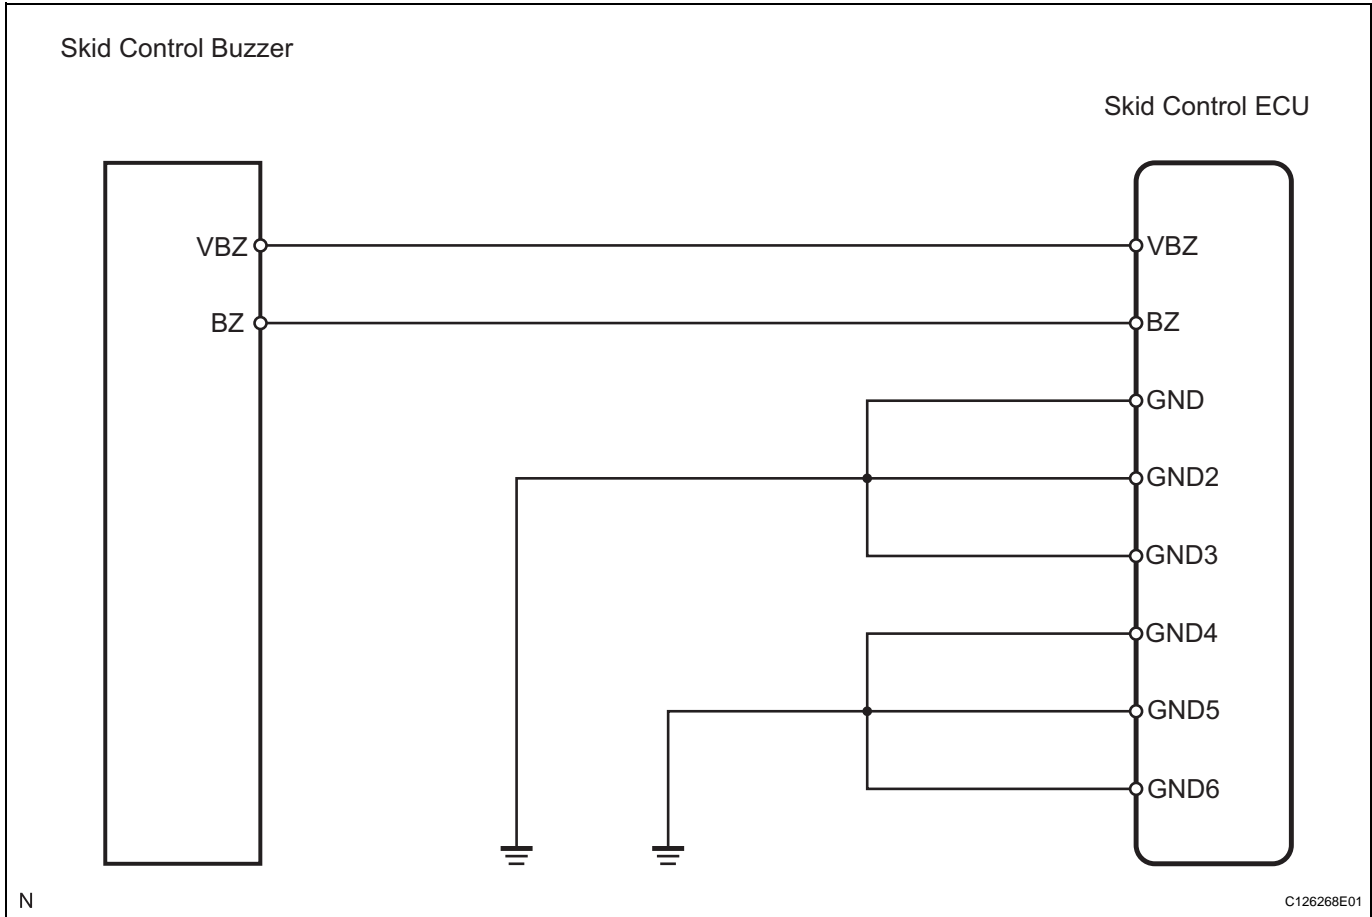 Skid Control Buzzer
Skid Control ECU
VBZ
VBZ
BZ
BZ
GND
GND2
GND3
GND4
GND5
GND6
N
C126268E01